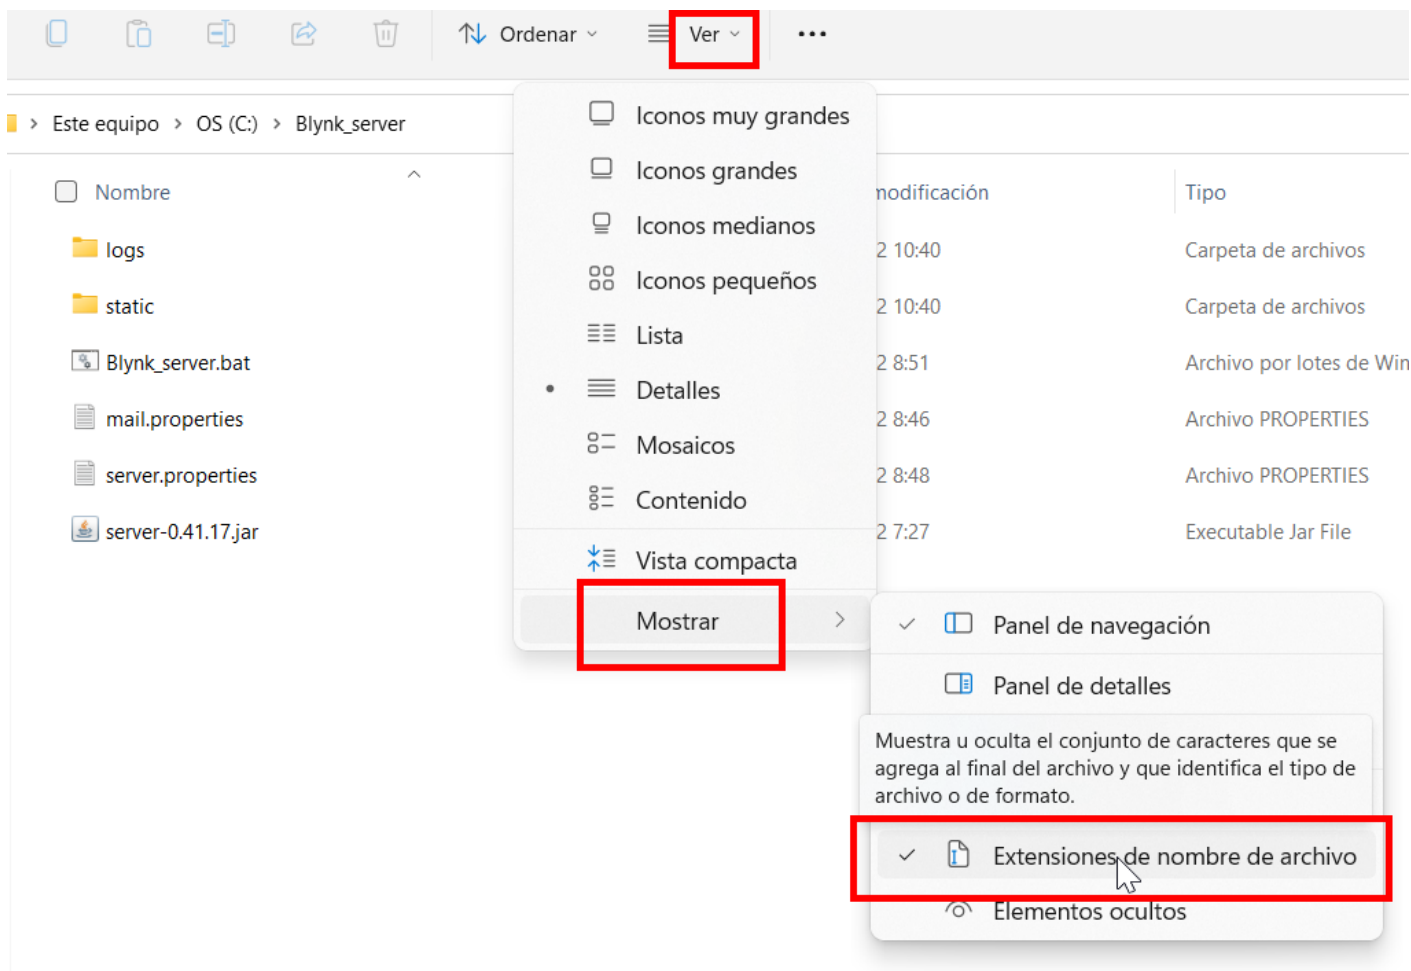 Ordenar
Ver
Este equipo > OS (C:) > Blynk_server
Nombre
modificación
Tipo
logs
2 10:40
Carpeta de archivos
static
2 10:40
Carpeta de archivos
Blynk_server.bat
2 8:51
Archivo por lotes de Win
mail.properties
2 8:46
Archivo PROPERTIES
server.properties
2 8:48
Archivo PROPERTIES
server-0.41.17.jar
2 7:27
Executable Jar File
Iconos muy grandes
Iconos grandes
Iconos medianos
Iconos pequeños
Lista
Detalles
Mosaicos
Contenido
Vista compacta
Mostrar
Panel de navegación
Panel de detalles
Muestra u oculta el conjunto de caracteres que se
agrega al final del archivo y que identifica el tipo de
archivo o de formato.
Extensiones de nombre de archivo
Elementos ocultos